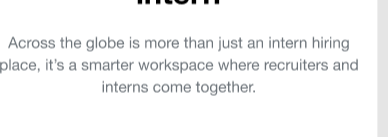 Across the globe is more than just an intern hiring
place, it's a smarter workspace where recruiters and
interns come together.